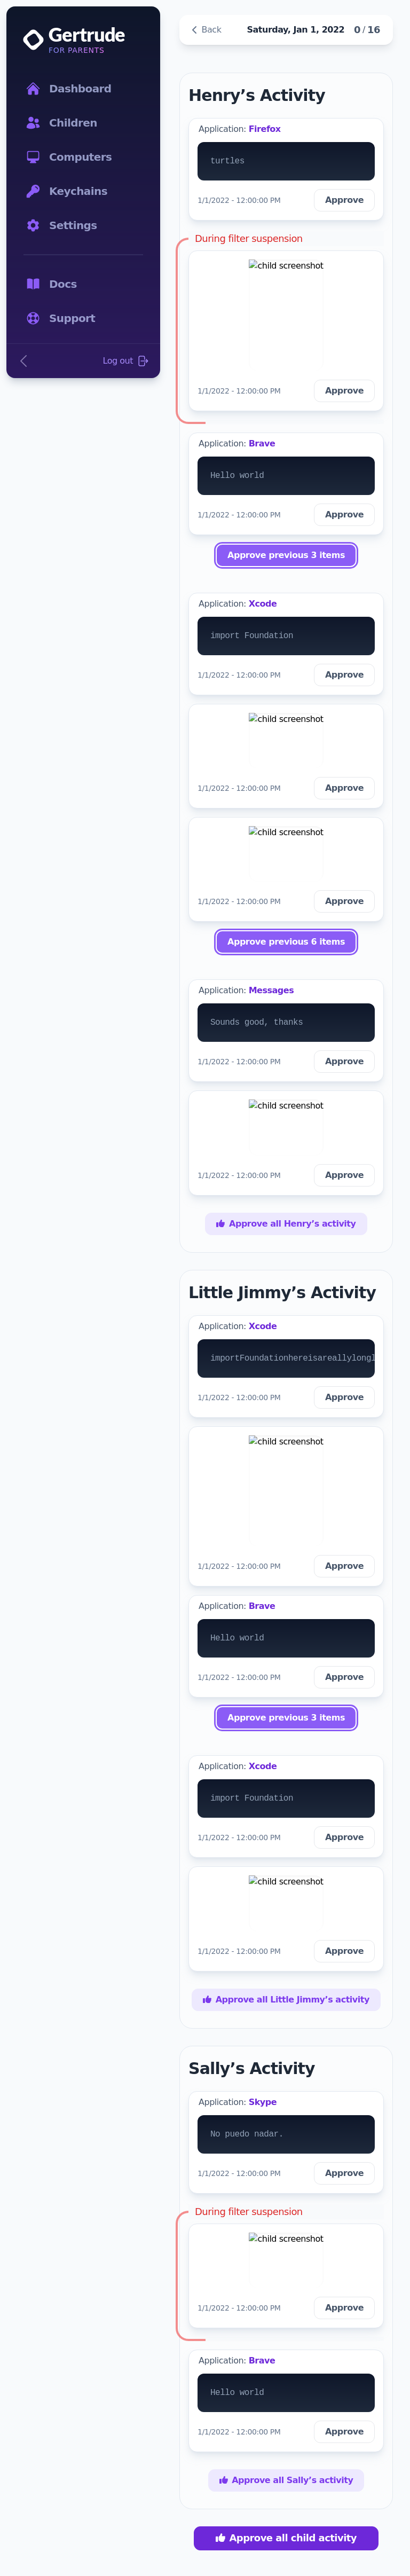 Gertrude
FOR PARENTS
Dashboard
Children
Computers
Keychains
Settings
Docs
Support
Log out
Back
Saturday, Jan 1, 2022
0 / 16
Henry’s Activity
Application: Firefox
turtles
1/1/2022 - 12:00:00 PM
Approve
During filter suspension
child screenshot
1/1/2022 - 12:00:00 PM
Approve
Application: Brave
Hello world
1/1/2022 - 12:00:00 PM
Approve
Approve previous 3 items
Application: Xcode
import Foundation
1/1/2022 - 12:00:00 PM
Approve
child screenshot
1/1/2022 - 12:00:00 PM
Approve
child screenshot
1/1/2022 - 12:00:00 PM
Approve
Approve previous 6 items
Application: Messages
Sounds good, thanks
1/1/2022 - 12:00:00 PM
Approve
child screenshot
1/1/2022 - 12:00:00 PM
Approve
Approve all Henry’s activity
Little Jimmy’s Activity
Application: Xcode
importFoundationhereisareallylongl
1/1/2022 - 12:00:00 PM
Approve
child screenshot
1/1/2022 - 12:00:00 PM
Approve
Application: Brave
Hello world
1/1/2022 - 12:00:00 PM
Approve
Approve previous 3 items
Application: Xcode
import Foundation
1/1/2022 - 12:00:00 PM
Approve
child screenshot
1/1/2022 - 12:00:00 PM
Approve
Approve all Little Jimmy’s activity
Sally’s Activity
Application: Skype
No puedo nadar.
1/1/2022 - 12:00:00 PM
Approve
During filter suspension
child screenshot
1/1/2022 - 12:00:00 PM
Approve
Application: Brave
Hello world
1/1/2022 - 12:00:00 PM
Approve
Approve all Sally’s activity
Approve all child activity